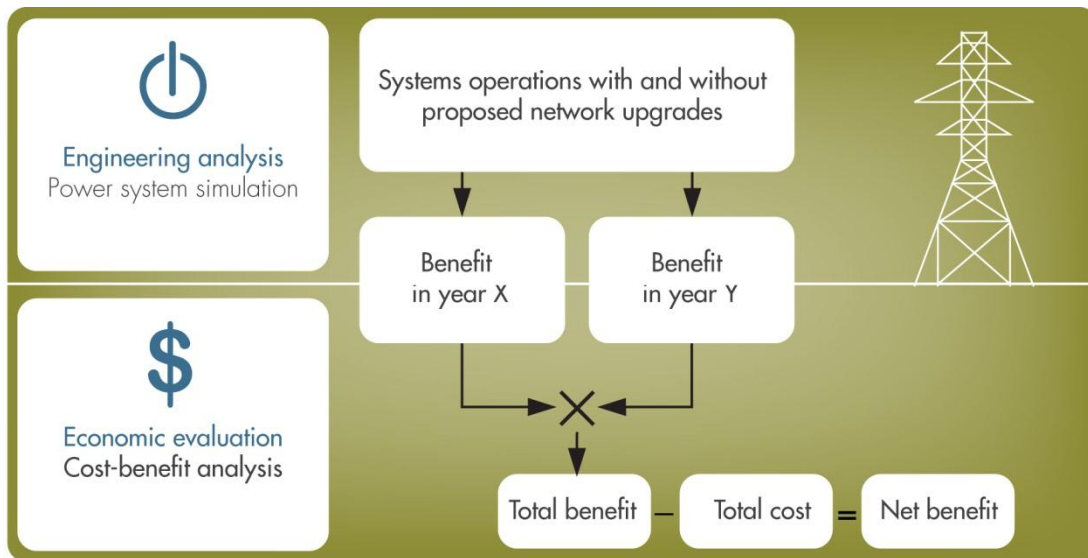 Engineering analysis
Power system simulation
Systems operations with and without
proposed network upgrades
Benefit
in year X
Benefit
in year Y
$
Economic evaluation
Cost-benefit analysis
×
Total benefit – Total cost = Net benefit